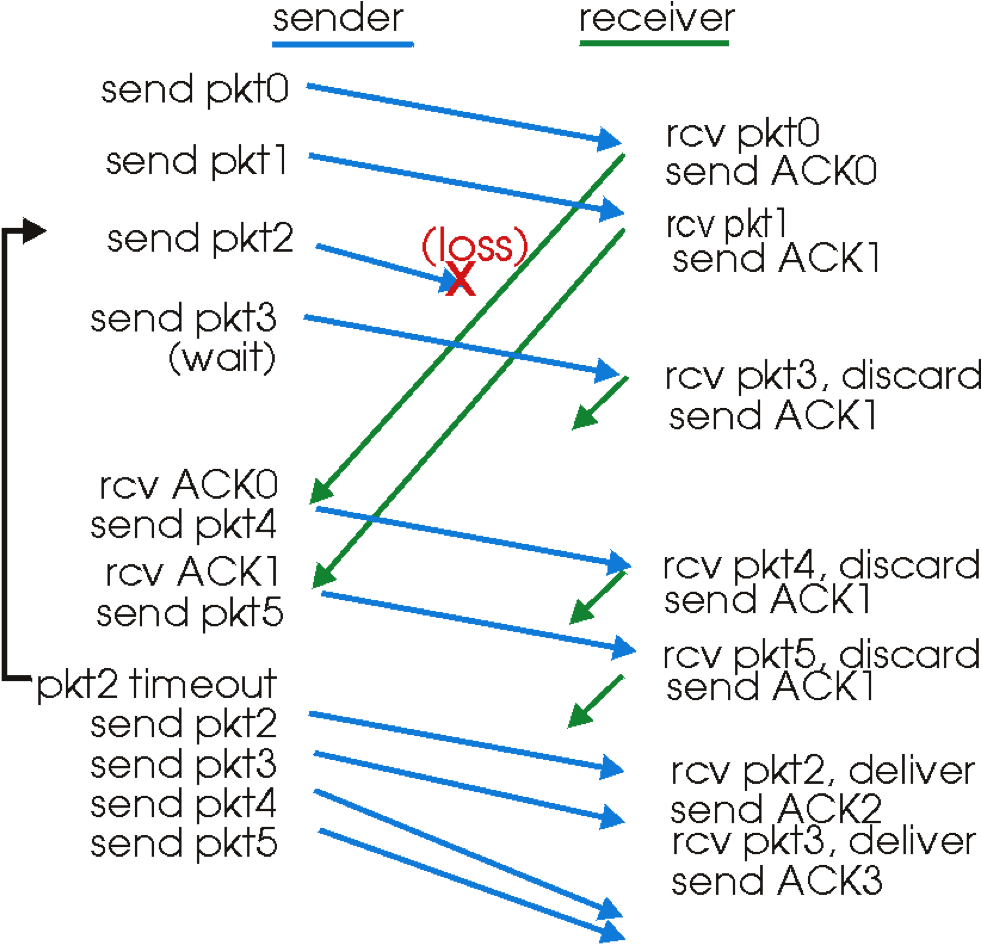 sender
receiver
send pkt0
send pkt1
send pkt2
(loss)
X
send pkt3
(wait)
rcv ACK0
send pkt4
rcv ACK1
send pkt5
pkt2 timeout
send pkt2
send pkt3
send pkt4
send pkt5
rcv pkt0
send ACK0
rcv pkt1
send ACK1
rcv pkt3, discard
send ACK1
rcv pkt4, discard
send ACK1
rcv pkt5, discard
send ACK1
rcv pkt2, deliver
send ACK2
rcv pkt3, deliver
send ACK3